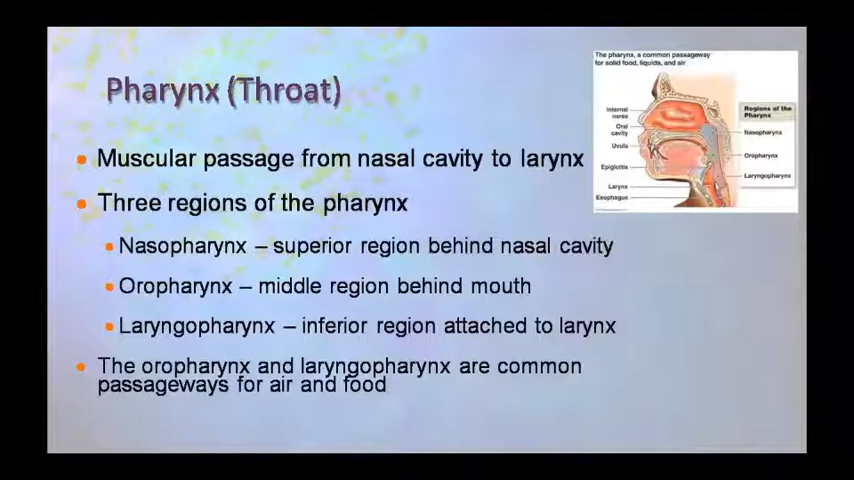 Pharynx (Throat)
Muscular passage from nasal cavity to larynx
Three regions of the pharynx
Nasopharynx – superior region behind nasal cavity
Oropharynx – middle region behind mouth
Laryngopharynx – inferior region attached to larynx
The oropharynx and laryngopharynx are common
passageways for air and food
The pharynx, a common passageway
for solid food, liquids, and air
Internal
nares
Oral
cavity
Uvula
Epiglottis
Larynx
Esophagus
Regions of the
Pharynx
Nasopharynx
Oropharynx
Laryngopharynx